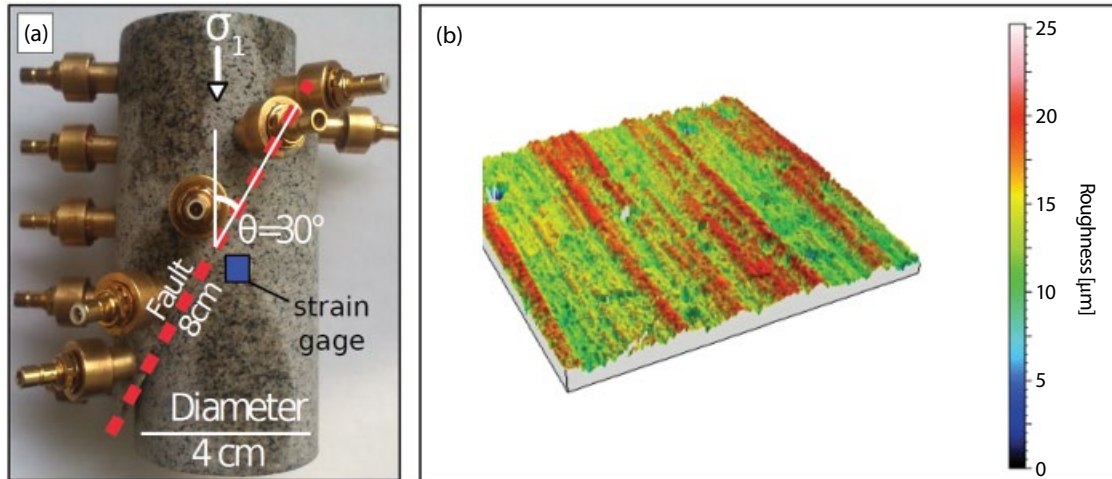 (a)
σ1
θ=30°
Fault
8cm
strain
gage
Diameter
4 cm
(b)
25
20
15
10
5
0
Roughness [μm]